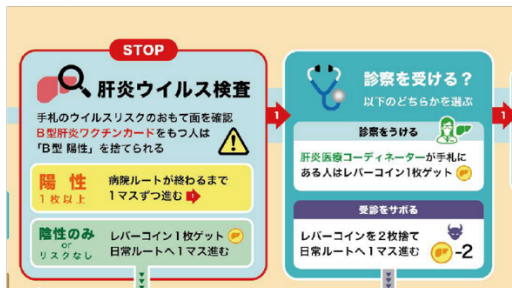 STOP
肝炎ウイルス検査
手札のウイルスリスクのおもて面を確認
B型肝炎ワクチンカードをもつ人は
「B型 陽性」を捨てられる
陽性
1枚以上
病院ルートが終わるまで
1マスずつ進む 1
陰性のみ
or
リスクなし
レバーコイン1枚ゲット
日常ルートへ1マス進む
1
診察を受ける?
以下のどちらかを選ぶ
診察をうける
肝炎医療コーディネーターが手札に
ある人はレバーコイン1枚ゲット
受診をサボる
レバーコインを2枚捨て
日常ルートへ1マス進む
-2
1